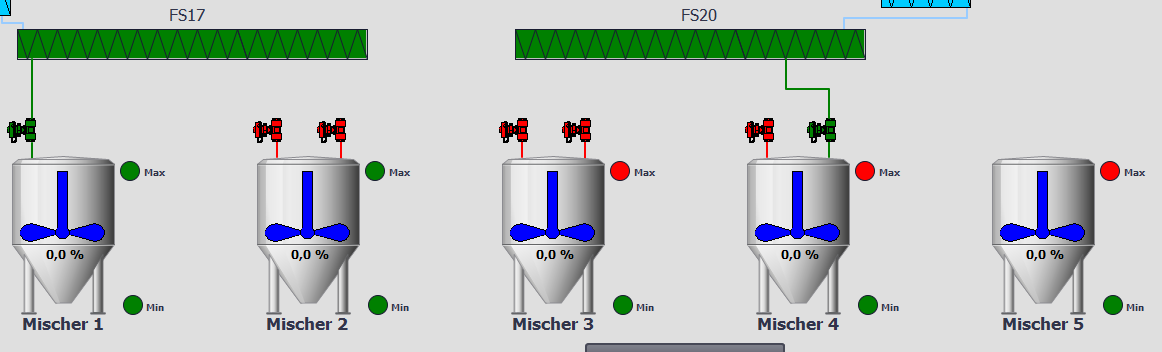 FS17
FS20
Max
Max
Max
Max
Max
0,0 %
0,0 %
0,0 %
0,0 %
0,0 %
Min
Min
Min
Min
Min
Mischer 1
Mischer 2
Mischer 3
Mischer 4
Mischer 5